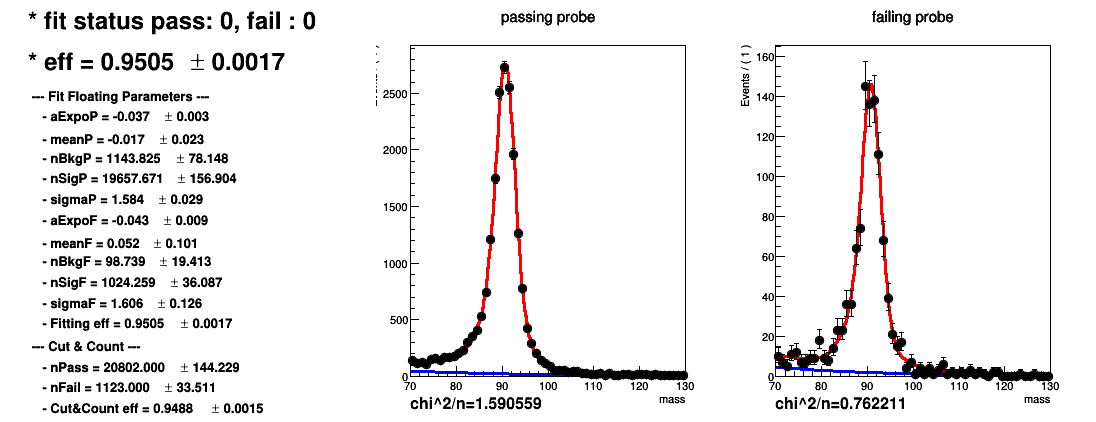 * fit status pass: 0, fail : 0
* eff = 0.9505 ± 0.0017
--- Fit Floating Parameters ---
- aExpoP = -0.037 ± 0.003
- meanP = -0.017 ± 0.023
- nBkgP = 1143.825 ± 78.148
- nSigP = 19657.671 ± 156.904
- sigmaP = 1.584 ± 0.029
- aExpoF = -0.043 ± 0.009
- meanF = 0.052 ± 0.101
- nBkgF = 98.739 ± 19.413
- nSigF = 1024.259 ± 36.087
- sigmaF = 1.606 ± 0.126
- Fitting eff = 0.9505 ± 0.0017
--- Cut & Count ---
- nPass = 20802.000 ± 144.229
- nFail = 1123.000 ± 33.511
- Cut&Count eff = 0.9488 ± 0.0015
passing probe
2500
2000
1500
1000
500
0
70 80 90 100 110 120 130
mass
chi^2/n=1.590559
failing probe
Events / ( 1 )
160
140
120
100
80
60
40
20
0
70 80 90 100 110 120 130
mass
chi^2/n=0.762211